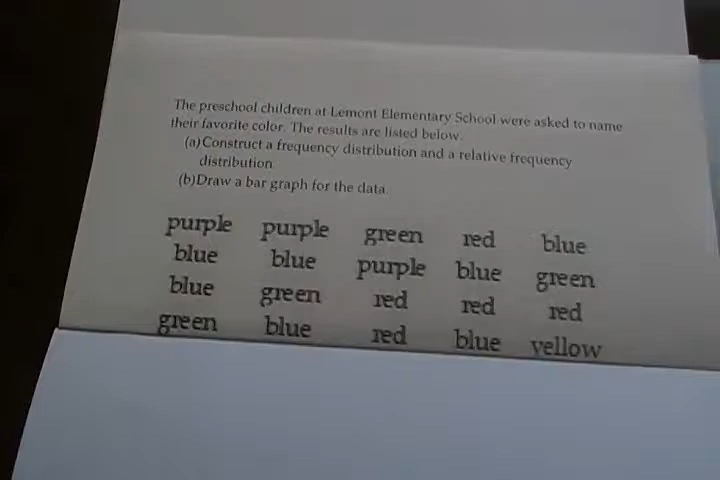 The preschool children at Lemont Elementary School were asked to name
their favorite color. The results are listed below.
(a)Construct a frequency distribution and a relative frequency
distribution.
(b)Draw a bar graph for the data.
purple purple green red blue
blue blue purple blue green
blue green red red red
green blue red blue yellow